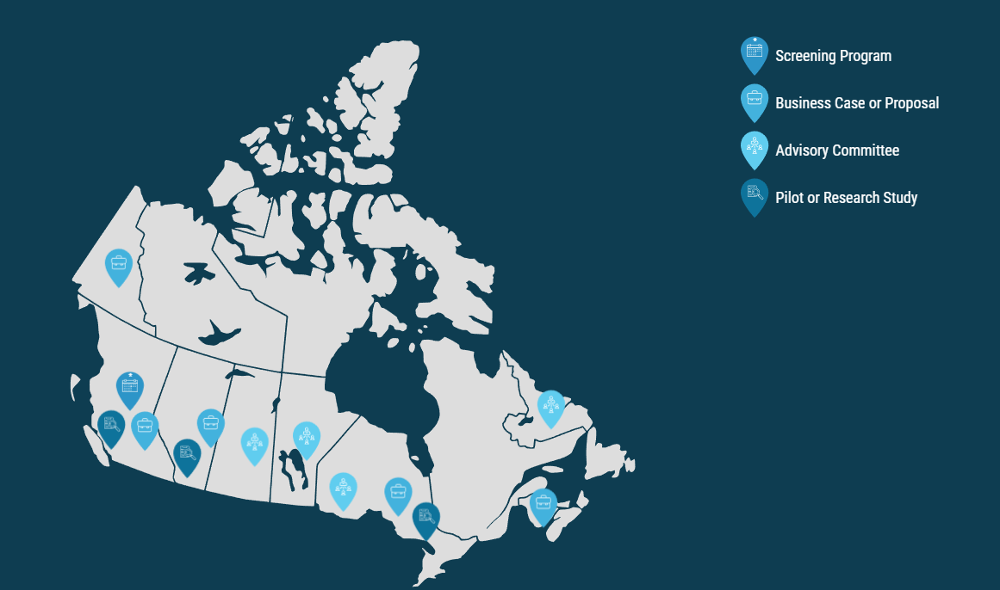 Screening Program
Business Case or Proposal
Advisory Committee
Pilot or Research Study